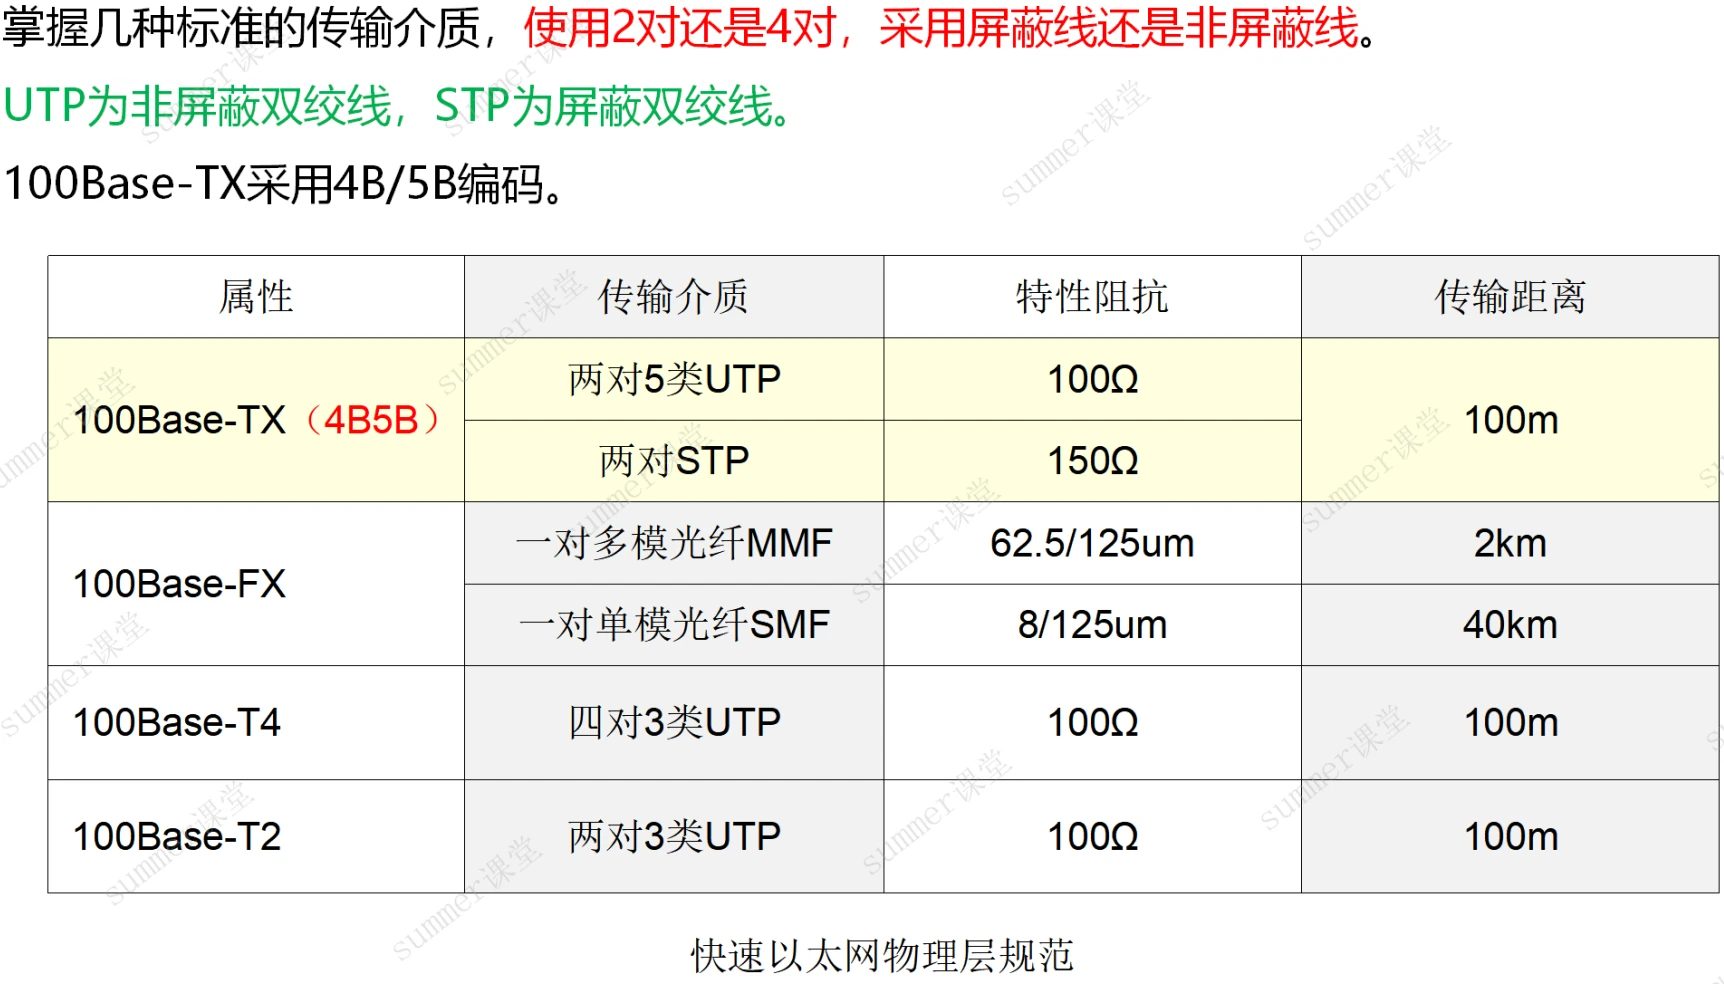 掌握几种标准的传输介质，使用2对还是4对，采用屏蔽线还是非屏蔽线。
UTP为非屏蔽双绞线，STP为屏蔽双绞线。
100Base-TX采用4B/5B编码。
属性 传输介质 特性阻抗 传输距离
100Base-TX（4B5B） 两对5类UTP 100Ω 100m
两对STP 150Ω
100Base-FX 一对多模光纤MMF 62.5/125um 2km
一对单模光纤SMF 8/125um 40km
100Base-T4 四对3类UTP 100Ω 100m
100Base-T2 两对3类UTP 100Ω 100m
快速以太网物理层规范
summer课堂